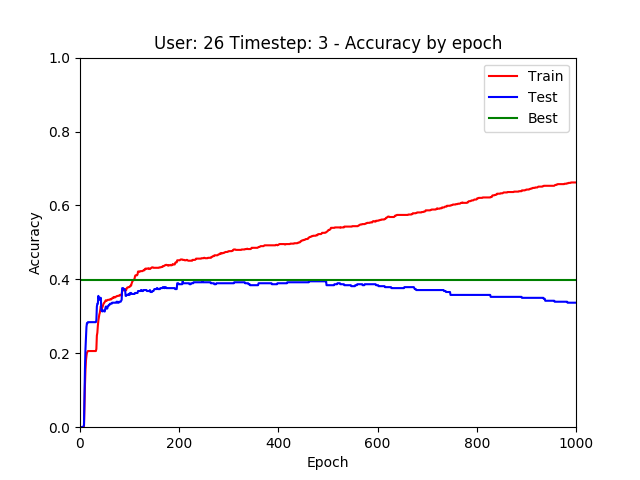 User: 26 Timestep: 3 - Accuracy by epoch
1.0
0.8
0.6
0.4
0.2
0.0
Accuracy
Train
Test
Best
0 200 400 600 800 1000
Epoch